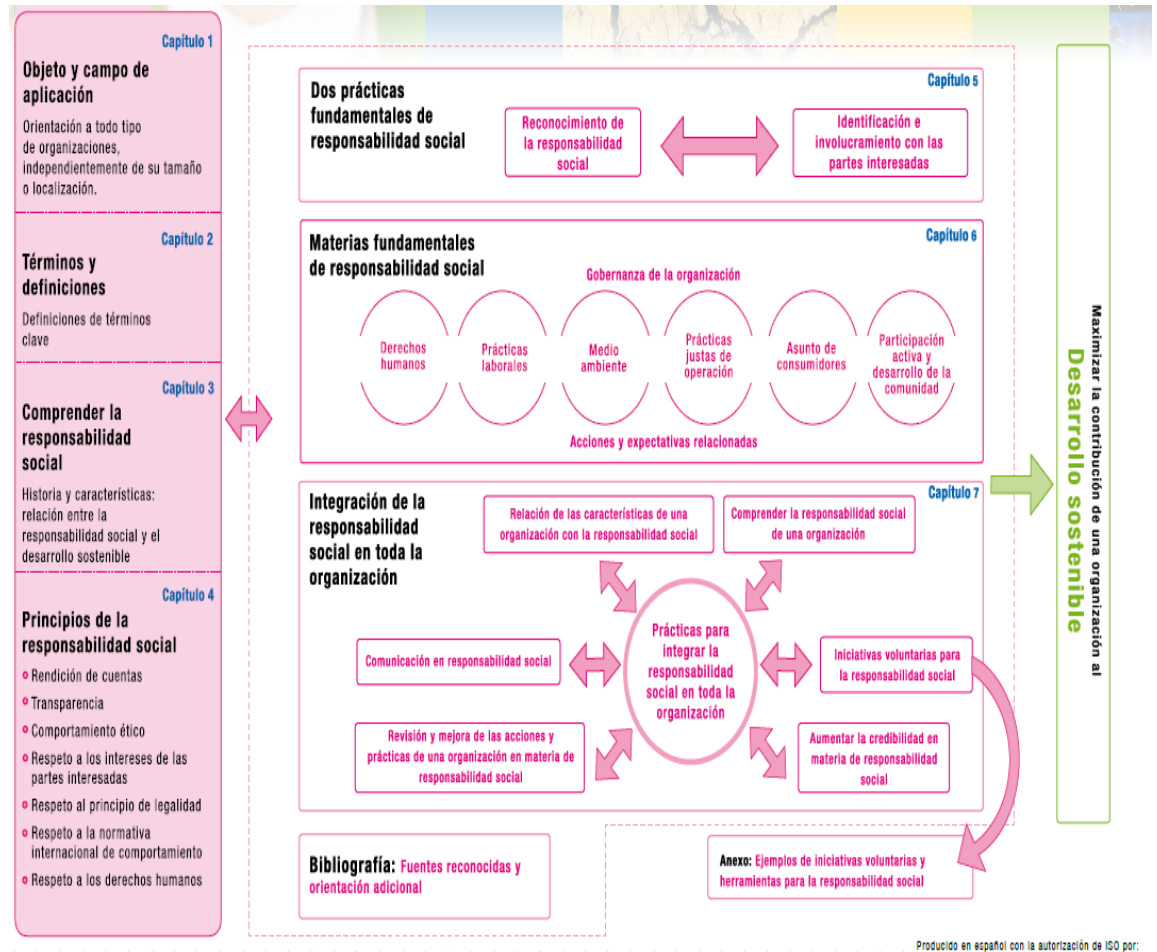 Capítulo 1
Objeto y campo de
aplicación
Orientación a todo tipo
de organizaciones,
independientemente de su tamaño
o localización.
Capítulo 2
Términos y
definiciones
Definiciones de términos
clave
Capítulo 3
Comprender la
responsabilidad
social
Historia y características:
relación entre la
responsabilidad social y el
desarrollo sostenible
Capítulo 4
Principios de la
responsabilidad social
Rendición de cuentas
Transparencia
Comportamiento ético
Respeto a los intereses de las
partes interesadas
Respeto al principio de legalidad
Respeto a la normativa
internacional de comportamiento
Respeto a los derechos humanos
Capítulo 5
Dos prácticas
fundamentales de
responsabilidad social
Reconocimiento de
la responsabilidad
social
Identificación e
involucramiento con las
partes interesadas
Capítulo 6
Materias fundamentales
de responsabilidad social
Gobernanza de la organización
Derechos
humanos
Prácticas
laborales
Medio
ambiente
Prácticas
justas de
operación
Asunto de
consumidores
Participación
activa y
desarrollo de la
comunidad
Acciones y expectativas relacionadas
Capítulo 7
Integración de la
responsabilidad
social en toda la
organización
Relación de las características de una
organización con la responsabilidad social
Comprender la responsabilidad social
de una organización
Prácticas para
integrar la
responsabilidad
social en toda la
organización
Comunicación en responsabilidad social
Iniciativas voluntarias para
la responsabilidad social
Revisión y mejora de las acciones y
prácticas de una organización en materia de
responsabilidad social
Aumentar la credibilidad en
materia de responsabilidad
social
Bibliografía: Fuentes reconocidas y
orientación adicional
Anexo: Ejemplos de iniciativas voluntarias y
herramientas para la responsabilidad social
Maximizar la contribución de una organización al
Desarrollo sostenible
Producido en español con la autorización de ISO por: